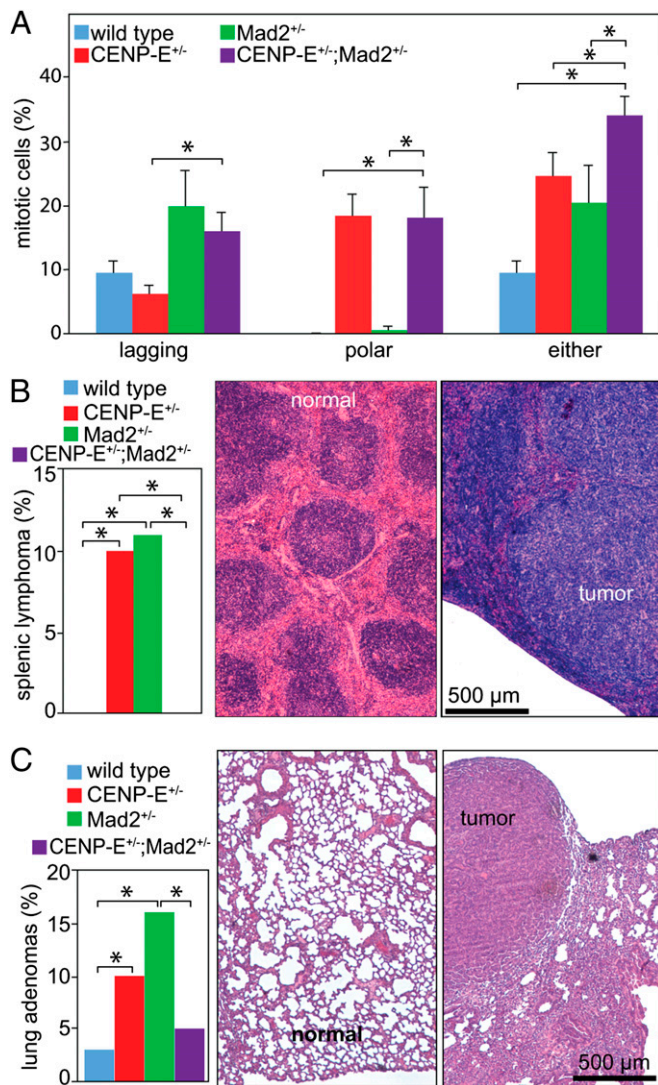 A
wild type
Mad2+/-
CENP-E+/-
CENP-E+/-;Mad2+/-
mitotic cells (%)
40
30
20
10
0
*
*
*
*
*
*
lagging
polar
either
B
wild type
CENP-E+/-
Mad2+/-
CENP-E+/-;Mad2+/-
splenic lymphoma (%)
15
10
5
0
*
*
*
*
normal
tumor
500 µm
C
wild type
CENP-E+/-
Mad2+/-
CENP-E+/-;Mad2+/-
lung adenomas (%)
20
15
10
5
0
*
*
*
normal
tumor
500 µm